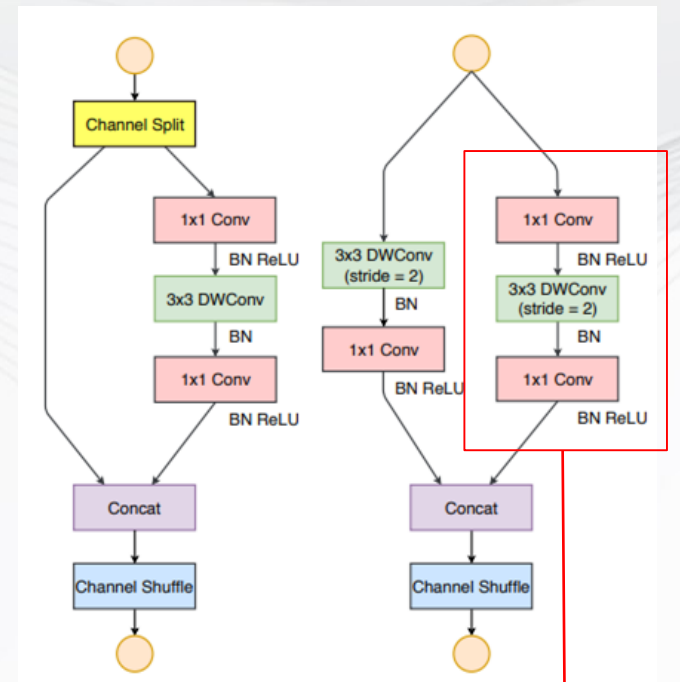 Channel Split
1x1 Conv
BN ReLU
3x3 DWConv
BN
1x1 Conv
BN ReLU
Concat
Channel Shuffle
3x3 DWConv
(stride = 2)
BN
1x1 Conv
BN ReLU
1x1 Conv
BN ReLU
3x3 DWConv
(stride = 2)
BN
1x1 Conv
BN ReLU
Concat
Channel Shuffle